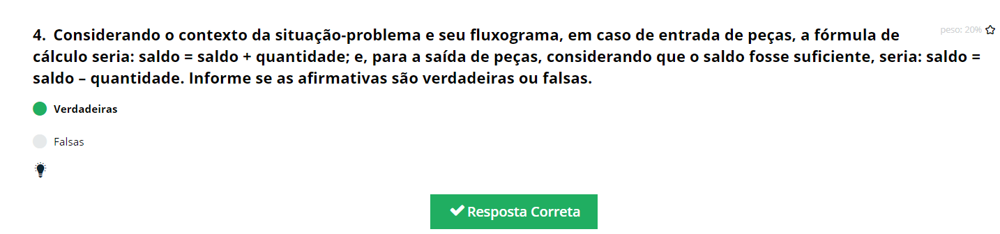 4. Considerando o contexto da situação-problema e seu fluxograma, em caso de entrada de peças, a fórmula de
peso: 20%
cálculo seria: saldo = saldo + quantidade; e, para a saída de peças, considerando que o saldo fosse suficiente, seria: saldo =
saldo – quantidade. Informe se as afirmativas são verdadeiras ou falsas.
Verdadeiras
Falsas
Resposta Correta